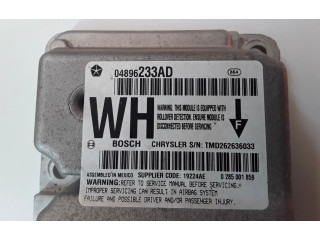 04896233AD
064
WH
WARNING: THIS MODULE IS EQUIPPED WITH
ROLLOVER DETECTION. ENSURE MODULE IS
DISCONNECTED BEFORE SERVICING.
F
BOSCH CHRYSLER S/N: TMD262636033
ASSEMBLED IN MEXICO SUPPLIER CODE: 19224AE 0 285 001 859
WARNING: REFER TO SERVICE MANUAL BEFORE SERVICING.
IMPROPER SERVICING CAN RESULT IN AIRBAG SYSTEM
FAILURE AND POSSIBLE DRIVER AND/OR PASSENGER INJURY.